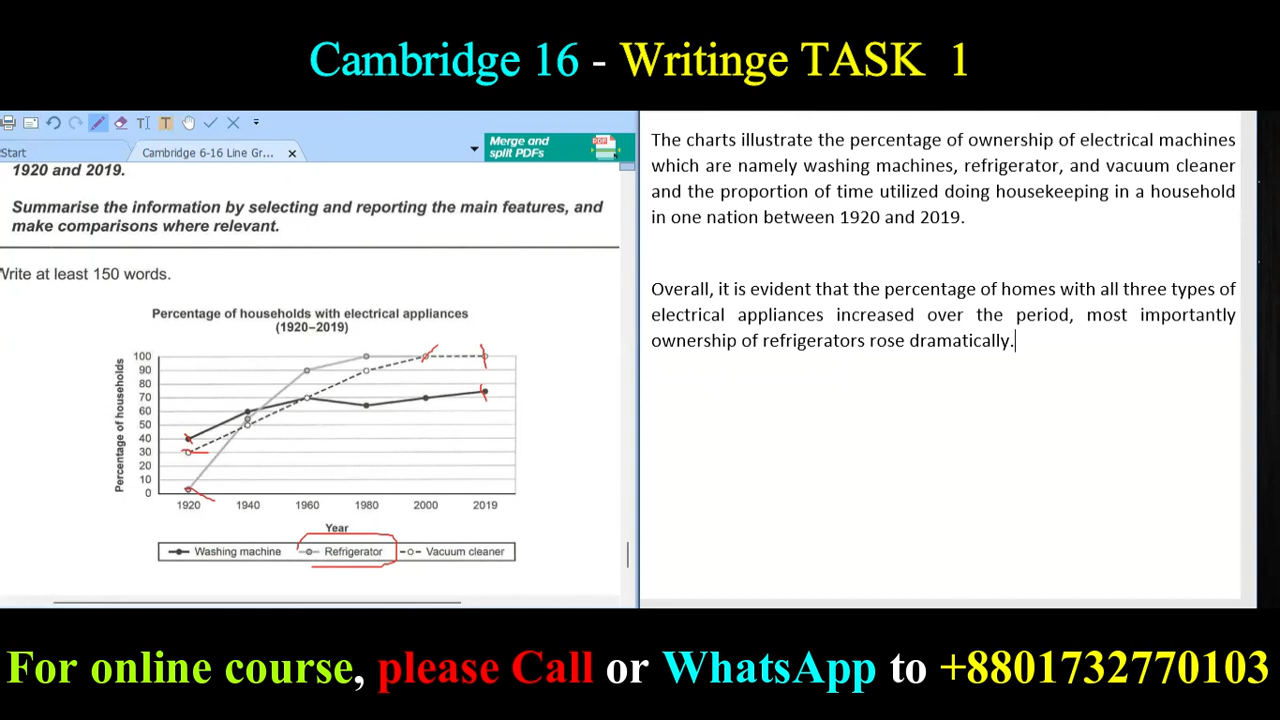 Cambridge 16 - Writinge TASK 1
Merge and
split PDFs
Start
Cambridge 6-16 Line Gr...
1920 and 2019.
Summarise the information by selecting and reporting the main features, and
make comparisons where relevant.
Write at least 150 words.
Percentage of households with electrical appliances
(1920–2019)
Percentage of households
100
90
80
70
60
50
40
30
20
10
0
1920 1940 1960 1980 2000 2019
Year
Washing machine Refrigerator Vacuum cleaner
The charts illustrate the percentage of ownership of electrical machines
which are namely washing machines, refrigerator, and vacuum cleaner
and the proportion of time utilized doing housekeeping in a household
in one nation between 1920 and 2019.
Overall, it is evident that the percentage of homes with all three types of
electrical appliances increased over the period, most importantly
ownership of refrigerators rose dramatically.
For online course, please Call or WhatsApp to +8801732770103